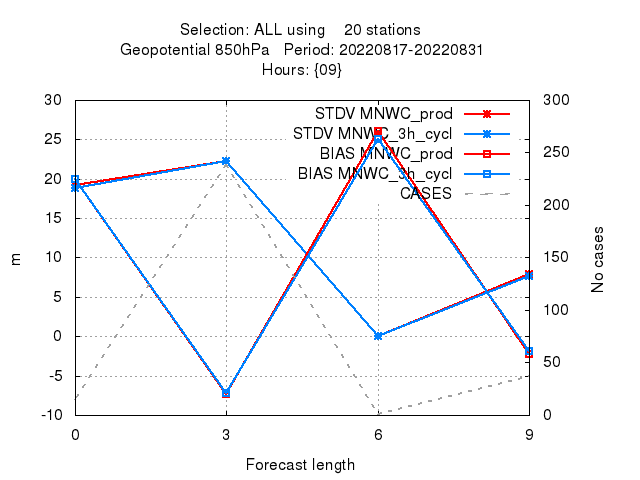 Selection: ALL using    20 stations
Geopotential 850hPa   Period: 20220817-20220831
Hours: {09}
STDV MNWC_prod
STDV MNWC_3h_cycl
BIAS MNWC_prod
BIAS MNWC_3h_cycl
CASES
m
30
25
20
15
10
5
0
-5
-10
300
250
200
150
100
50
0
No cases
0 3 6 9
Forecast length